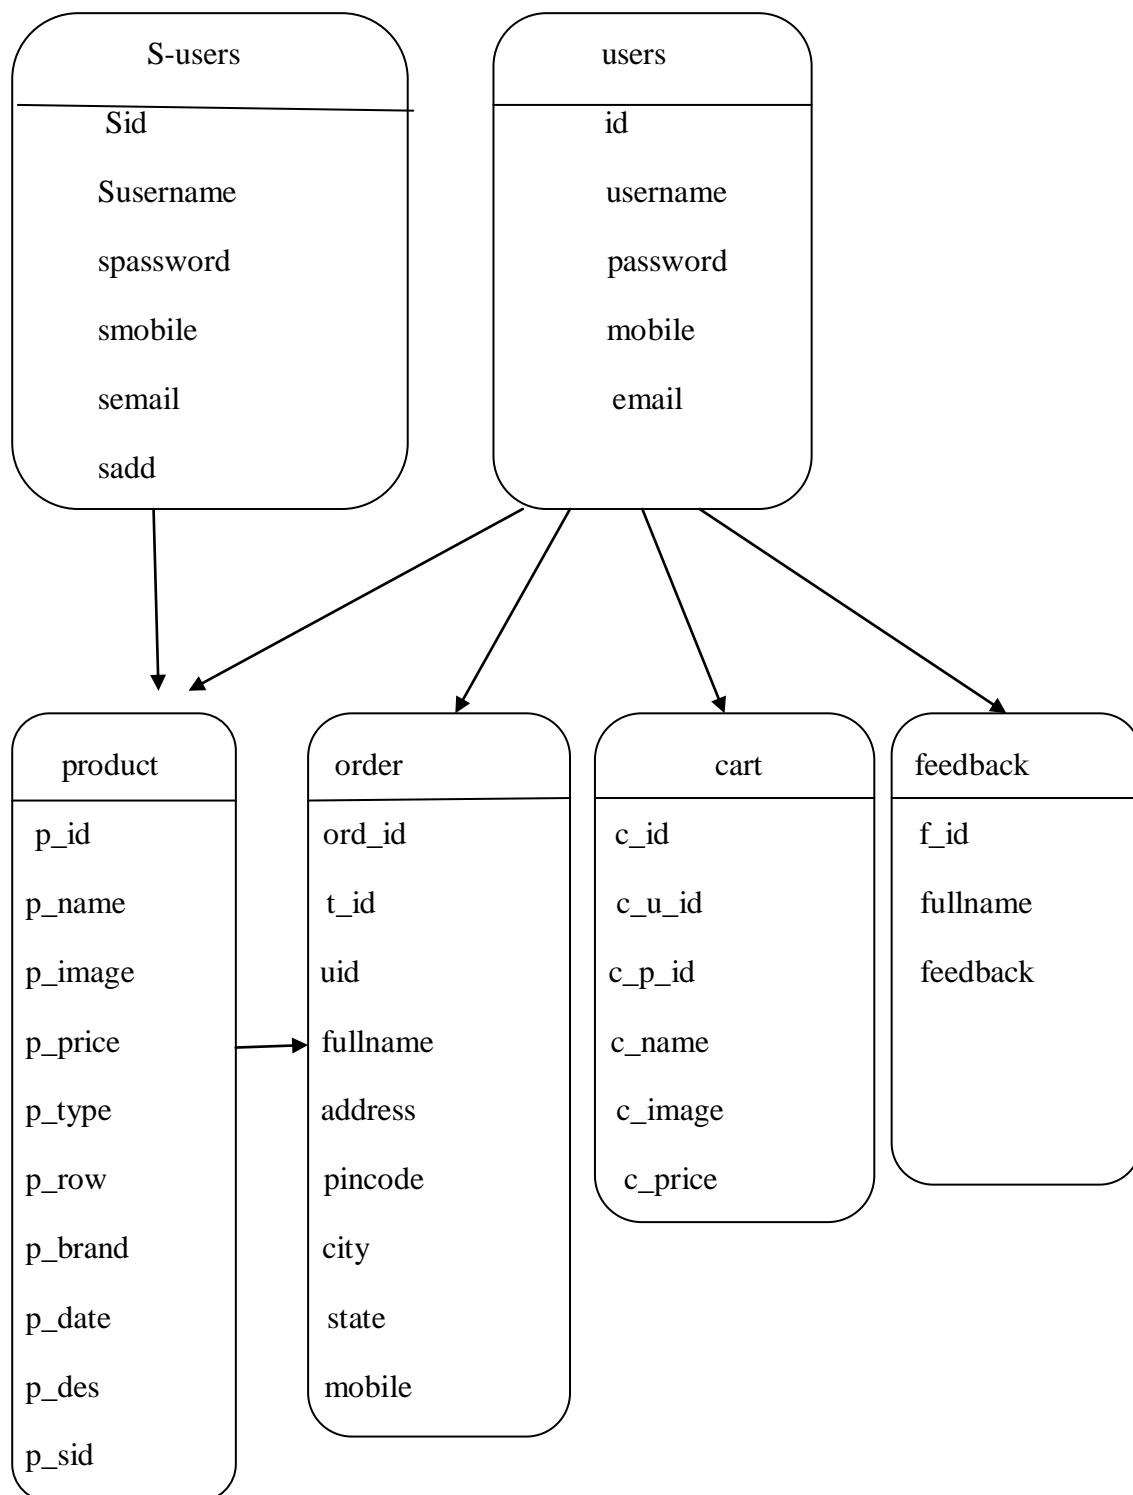 S-users
Sid
Susername
spassword
smobile
semail
sadd
users
id
username
password
mobile
email
product
p_id
p_name
p_image
p_price
p_type
p_row
p_brand
p_date
p_des
p_sid
order
ord_id
t_id
uid
fullname
address
pincode
city
state
mobile
cart
c_id
c_u_id
c_p_id
c_name
c_image
c_price
feedback
f_id
fullname
feedback